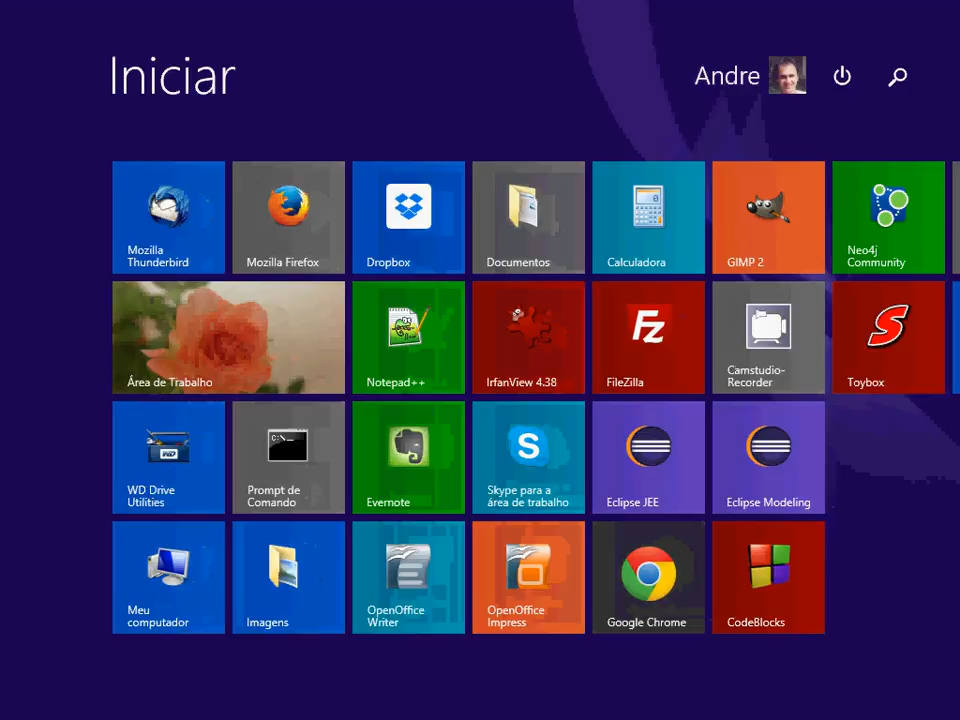 Iniciar
Andre
Mozilla
Thunderbird
Mozilla Firefox
Dropbox
Documentos
Calculadora
GIMP 2
Neo4j
Community
Área de Trabalho
Notepad++
IrfanView 4.38
FZ
FileZilla
Camstudio-
Recorder
S
Toybox
WD
WD Drive
Utilities
C:\_
Prompt de
Comando
Evernote
S
Skype para a
área de trabalho
Eclipse JEE
Eclipse Modeling
Meu
computador
Imagens
OpenOffice
Writer
OpenOffice
Impress
Google Chrome
CodeBlocks